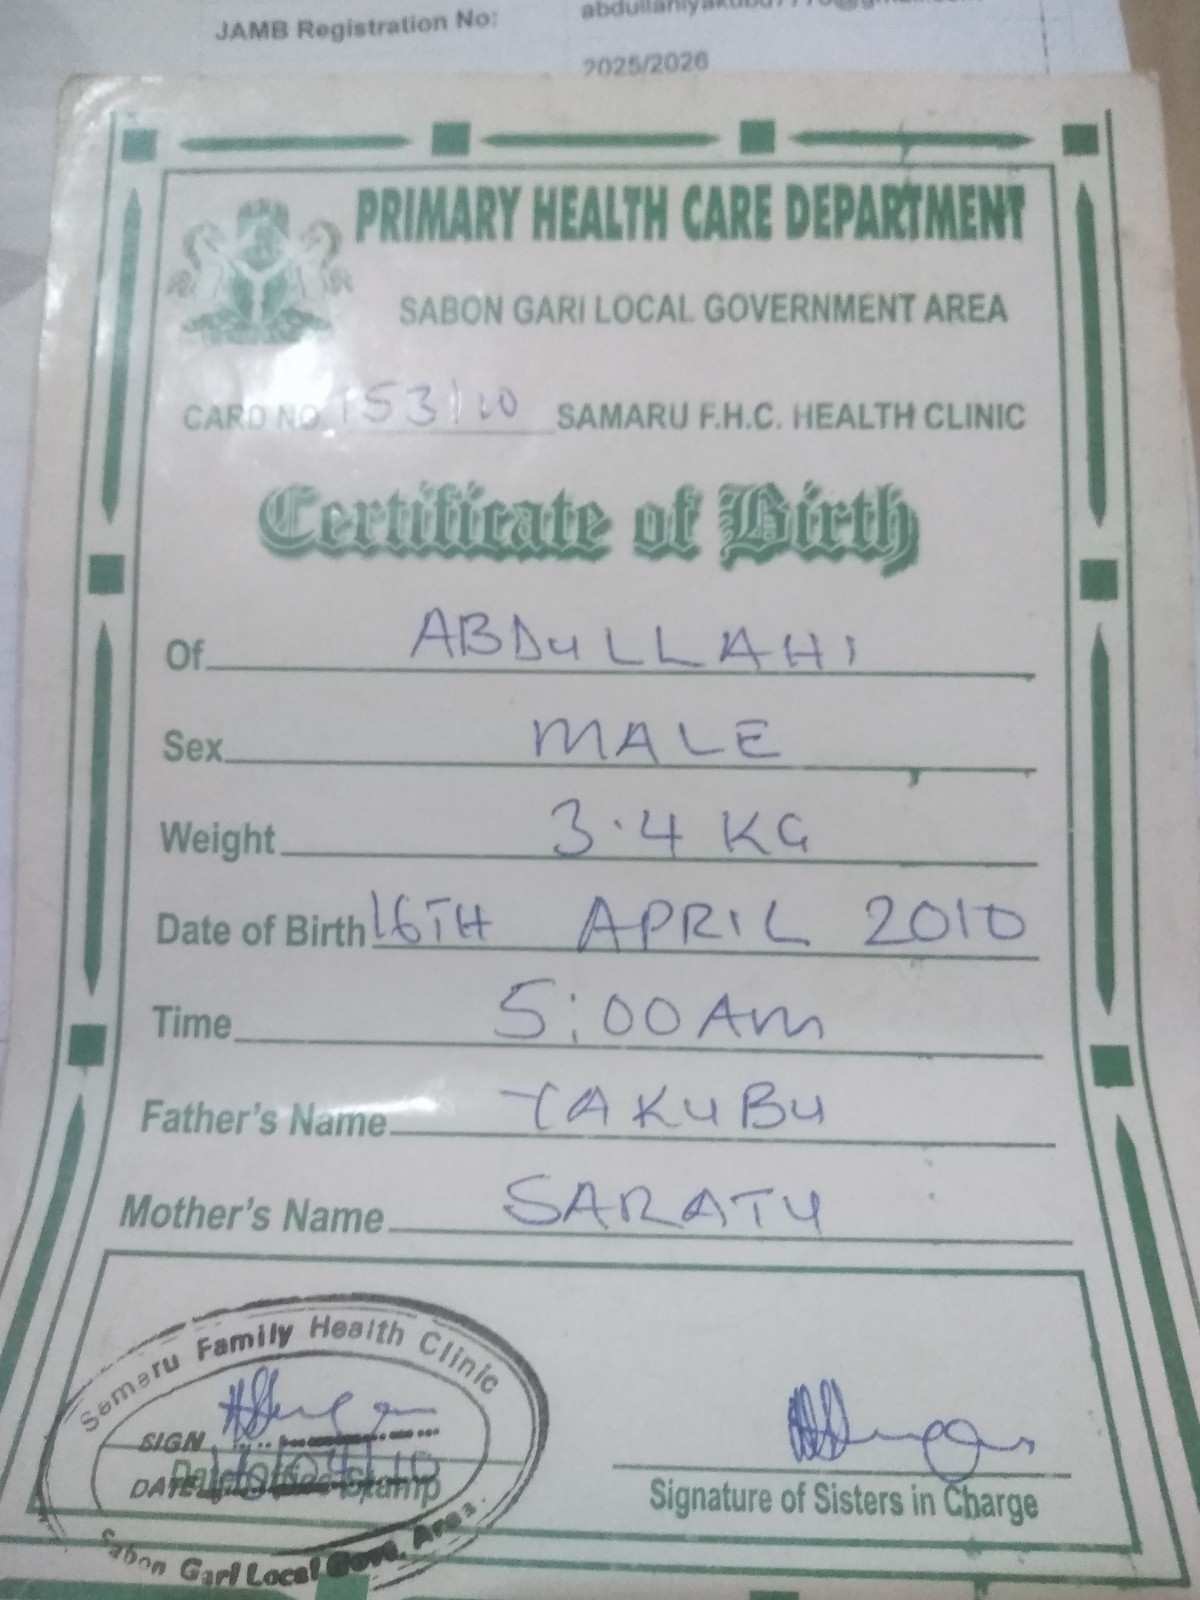 JAMB Registration No:
2025/2026
PRIMARY HEALTH CARE DEPARTMENT
SABON GARI LOCAL GOVERNMENT AREA
CARD NO. 153/10 SAMARU F.H.C. HEALTH CLINIC
Certificate of Birth
Of ABDULLAHI
Sex MALE
Weight 3.4 KG
Date of Birth 16TH APRIL 2010
Time 5:00AM
Father's Name YAKUBU
Mother's Name SARATU
Samaru Family Health Clinic
SIGN
DATE
Stamp
Sabon Gari Local Govt. Area.
Signature of Sisters in Charge